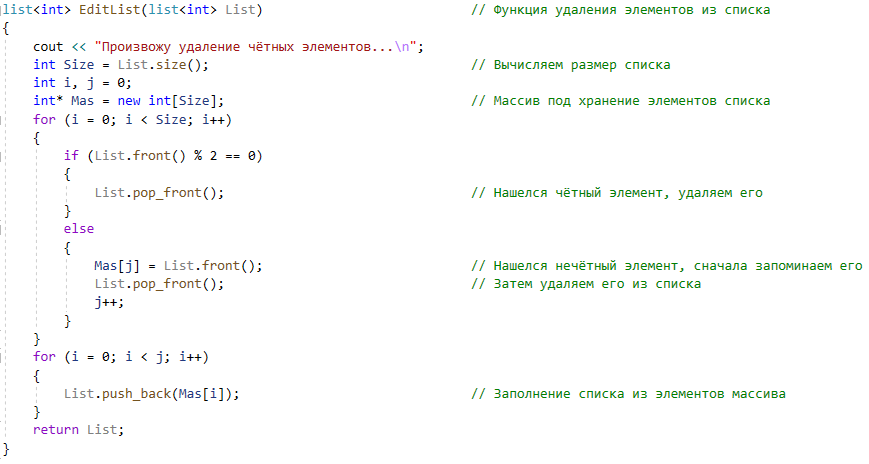 list<int> EditList(list<int> List) // Функция удаления элементов из списка
{
    cout << "Произвожу удаление чётных элементов...\n";
    int Size = List.size(); // Вычисляем размер списка
    int i, j = 0;
    int* Mas = new int[Size]; // Массив под хранение элементов списка
    for (i = 0; i < Size; i++)
    {
        if (List.front() % 2 == 0)
        {
            List.pop_front(); // Нашелся чётный элемент, удаляем его
        }
        else
        {
            Mas[j] = List.front(); // Нашелся нечётный элемент, сначала запоминаем его
            List.pop_front(); // Затем удаляем его из списка
            j++;
        }
    }
    for (i = 0; i < j; i++)
    {
        List.push_back(Mas[i]); // Заполнение списка из элементов массива
    }
    return List;
}